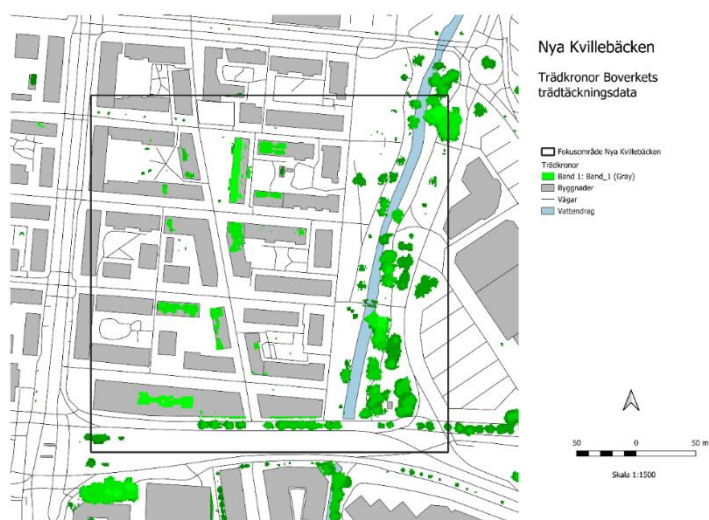 Nya Kvillebäcken
Trädkronor Boverkets
trädtäckningsdata
Fokusområde Nya Kvillebäcken
Trädkronor
Band 1: Band_1 (Gray)
Byggnader
Vägar
Vattendrag
50 0 50 m
Skala 1:1500